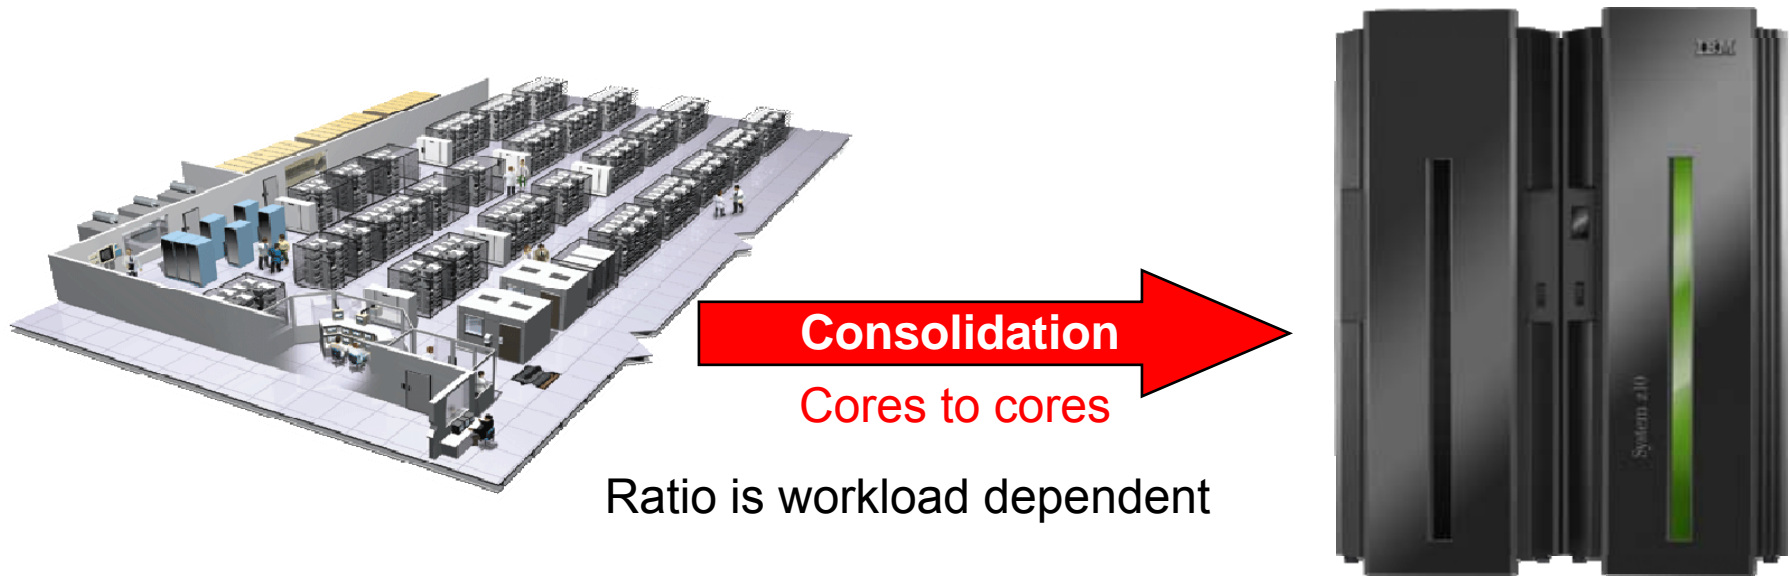 IBM
Consolidation
Cores to cores
System z10
Ratio is workload dependent